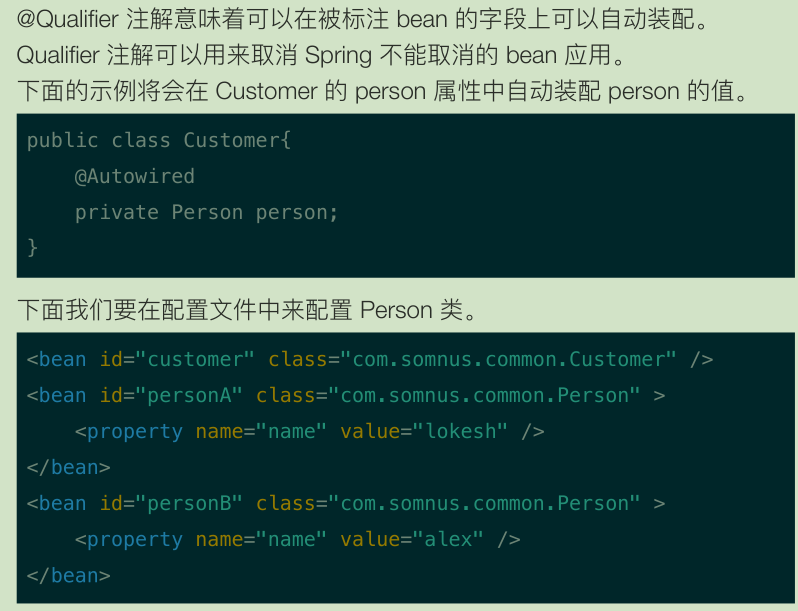 @Qualifier 注解意味着可以在被标注 bean 的字段上可以自动装配。
Qualifier 注解可以用来取消 Spring 不能取消的 bean 应用。
下面的示例将会在 Customer 的 person 属性中自动装配 person 的值。
public class Customer{
    @Autowired
    private Person person;
}
下面我们要在配置文件中来配置 Person 类。
<bean id="customer" class="com.somnus.common.Customer" />
<bean id="personA" class="com.somnus.common.Person" >
    <property name="name" value="lokesh" />
</bean>
<bean id="personB" class="com.somnus.common.Person" >
    <property name="name" value="alex" />
</bean>